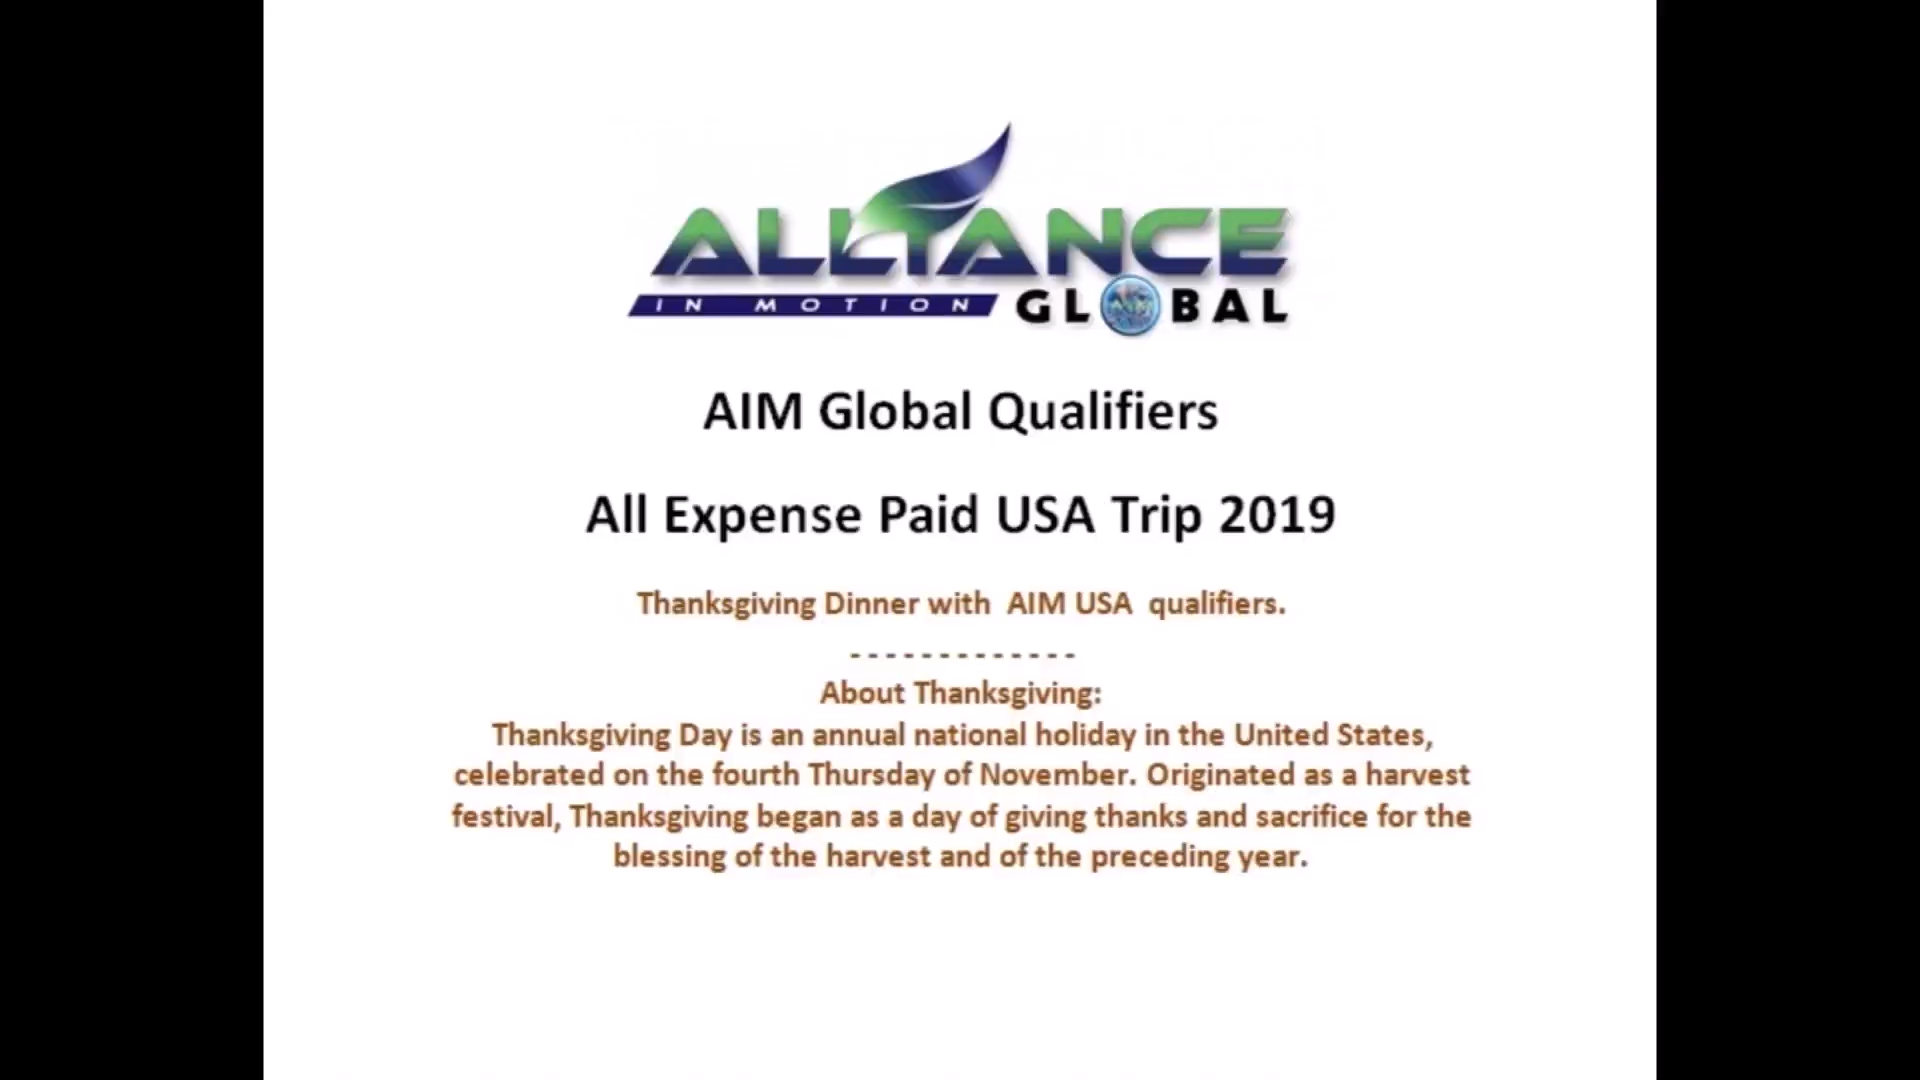 ALLIANCE
IN MOTION GLOBAL
AIM Global Qualifiers
All Expense Paid USA Trip 2019
Thanksgiving Dinner with AIM USA qualifiers.
- - - - - - - - - - - - -
About Thanksgiving:
Thanksgiving Day is an annual national holiday in the United States,
celebrated on the fourth Thursday of November. Originated as a harvest
festival, Thanksgiving began as a day of giving thanks and sacrifice for the
blessing of the harvest and of the preceding year.